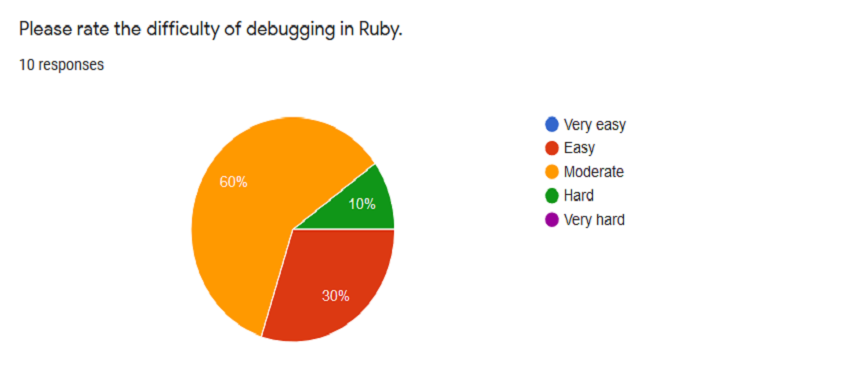 Please rate the difficulty of debugging in Ruby.
10 responses
60%
10%
30%
Very easy
Easy
Moderate
Hard
Very hard